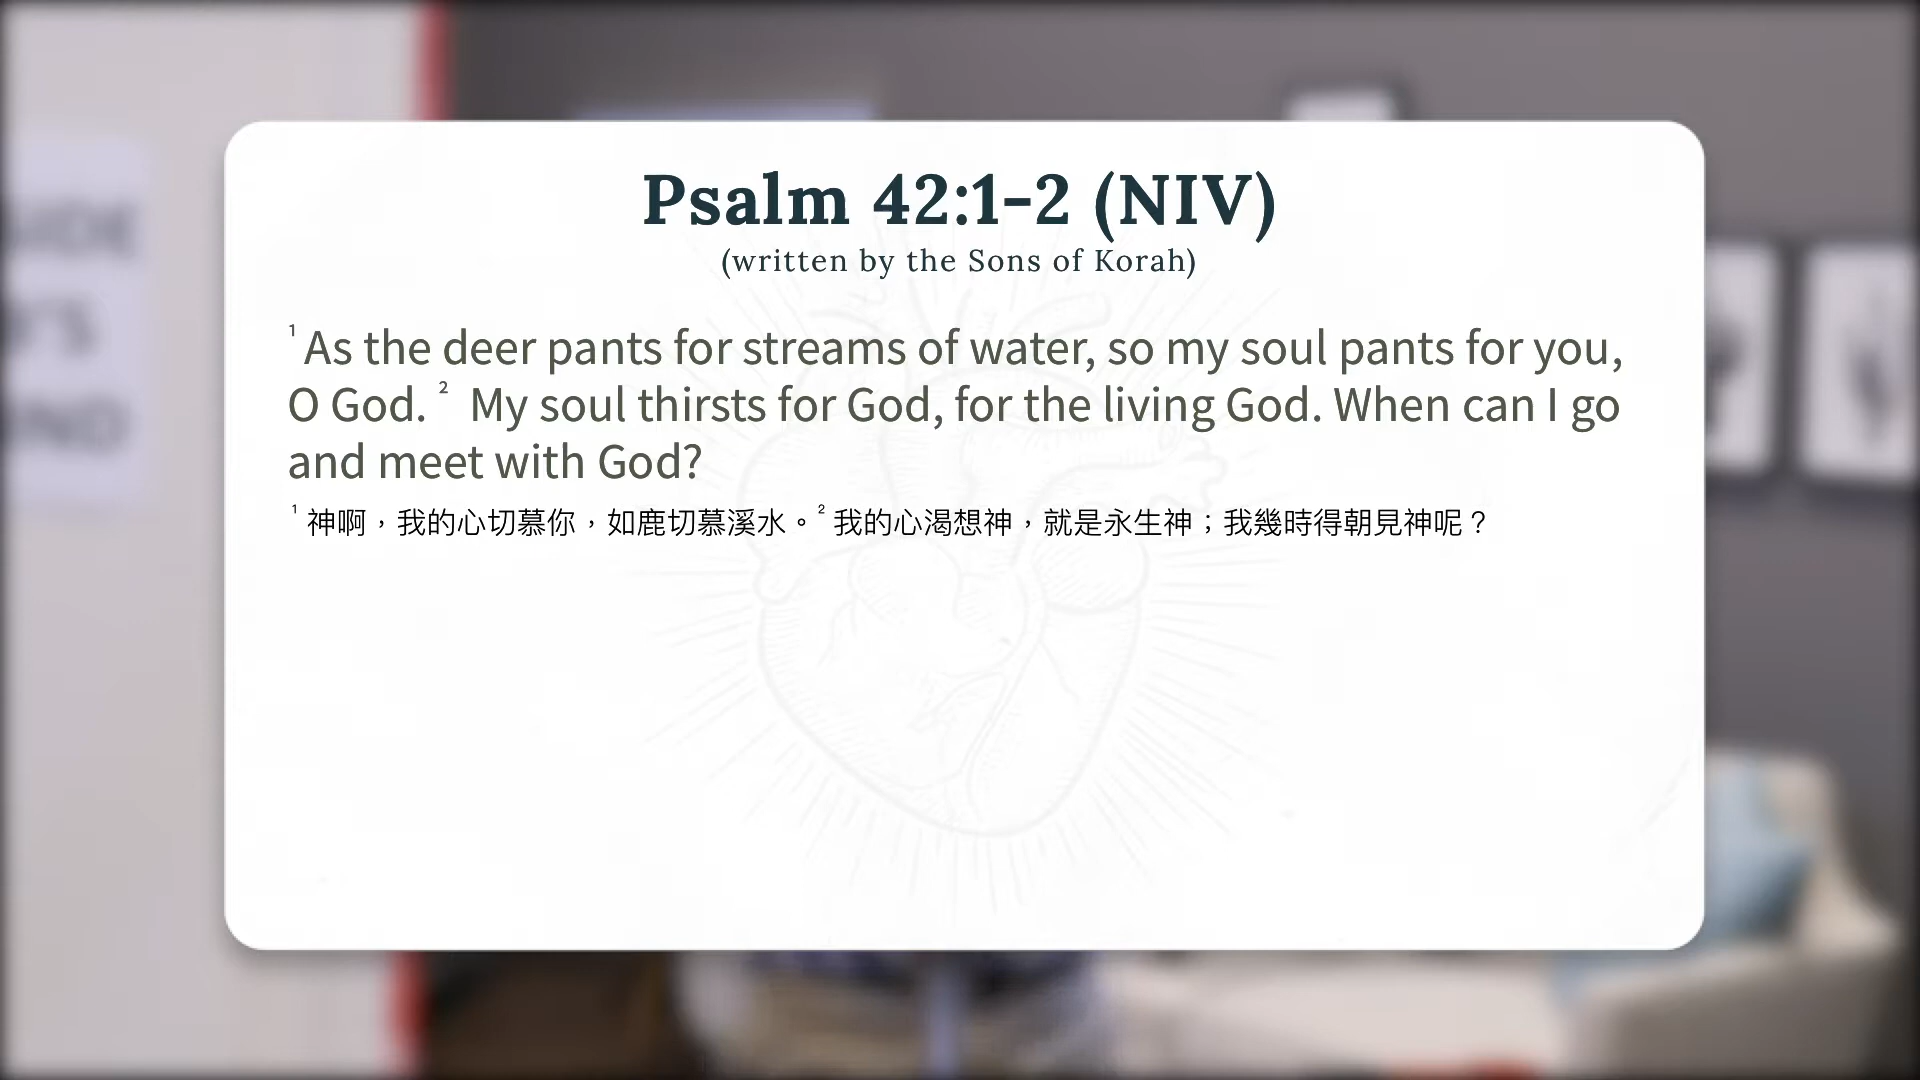 Psalm 42:1-2 (NIV)
(written by the Sons of Korah)
¹ As the deer pants for streams of water, so my soul pants for you,
O God. ² My soul thirsts for God, for the living God. When can I go
and meet with God?
¹ 神啊，我的心切慕你，如鹿切慕溪水。² 我的心渴想神，就是永生神；我幾時得朝見神呢？